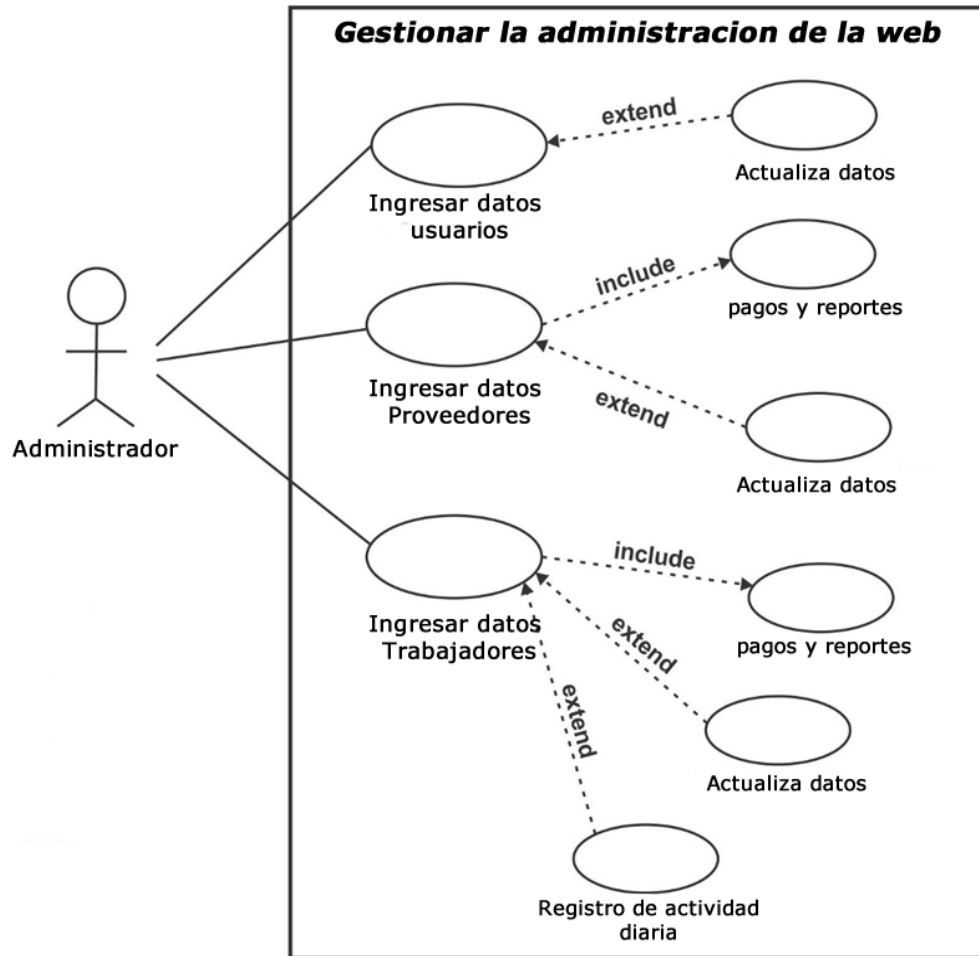 Gestionar la administracion de la web
extend
Actualiza datos
Ingresar datos
usuarios
include
pagos y reportes
Ingresar datos
Proveedores
extend
Actualiza datos
Administrador
include
pagos y reportes
Ingresar datos
Trabajadores
extend
Actualiza datos
extend
Registro de actividad
diaria